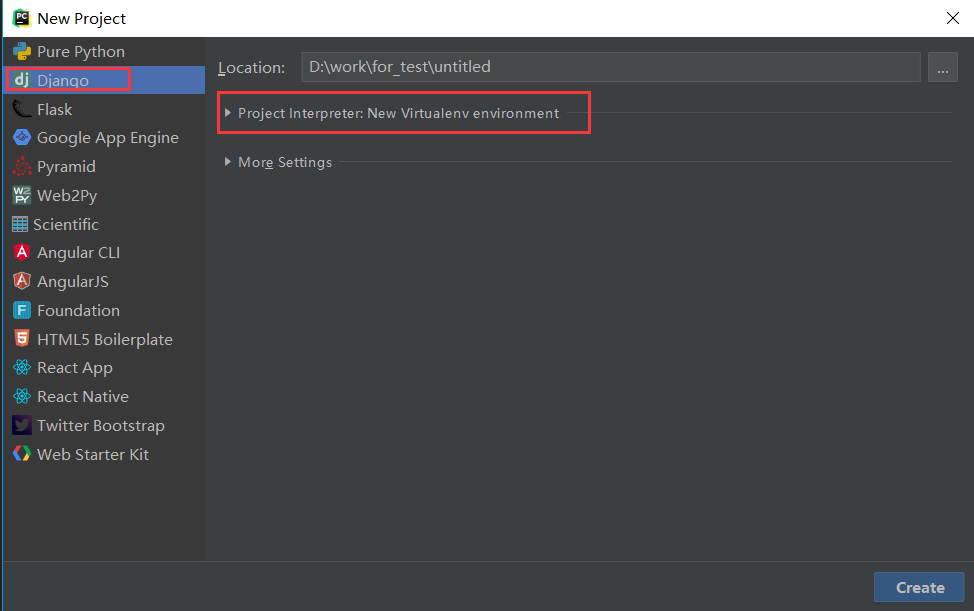 PC New Project
Pure Python
dj Django
Flask
Google App Engine
Pyramid
W2PY Web2Py
Scientific
A Angular CLI
A AngularJS
F Foundation
5 HTML5 Boilerplate
React App
React Native
Twitter Bootstrap
Web Starter Kit
Location: D:\work\for_test\untitled ...
Project Interpreter: New Virtualenv environment
More Settings
Create